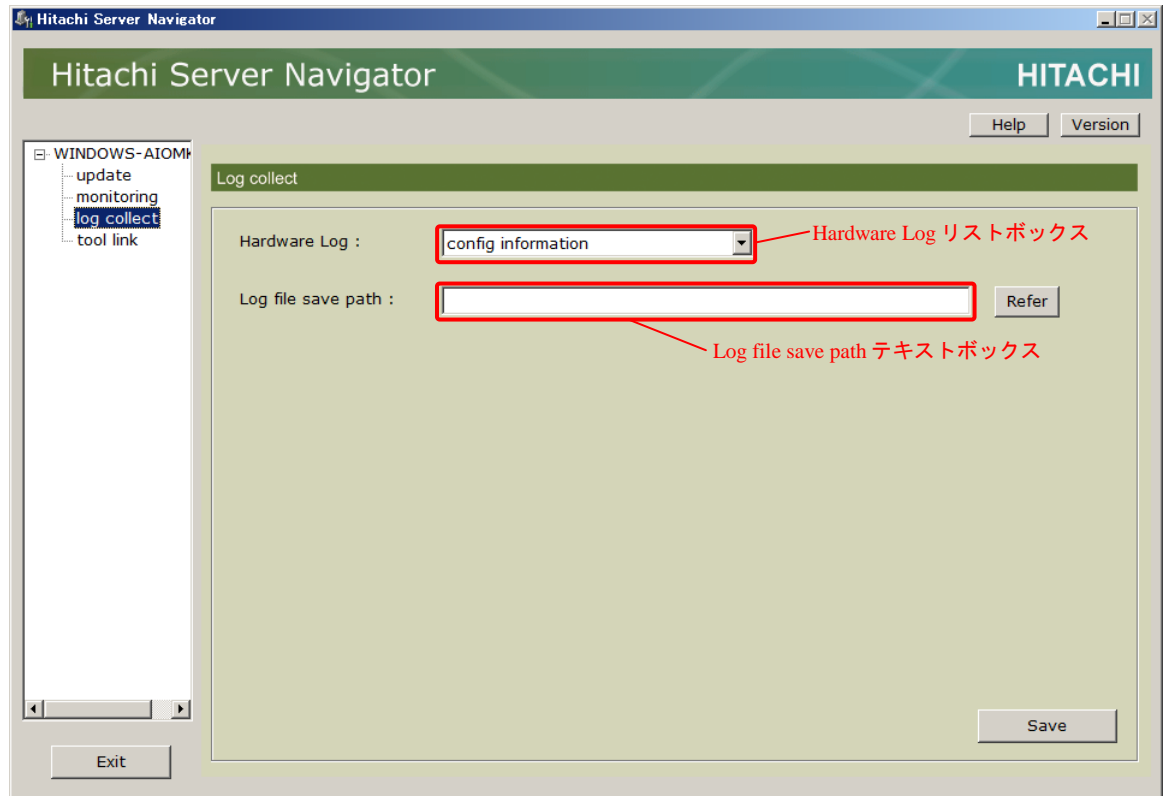 Hitachi Server Navigator
Hitachi Server Navigator
HITACHI
Help
Version
WINDOWS-AIOMK
update
monitoring
log collect
tool link
Log collect
Hardware Log :
config information
Hardware Log リストボックス
Log file save path :
Refer
Log file save path テキストボックス
Save
Exit